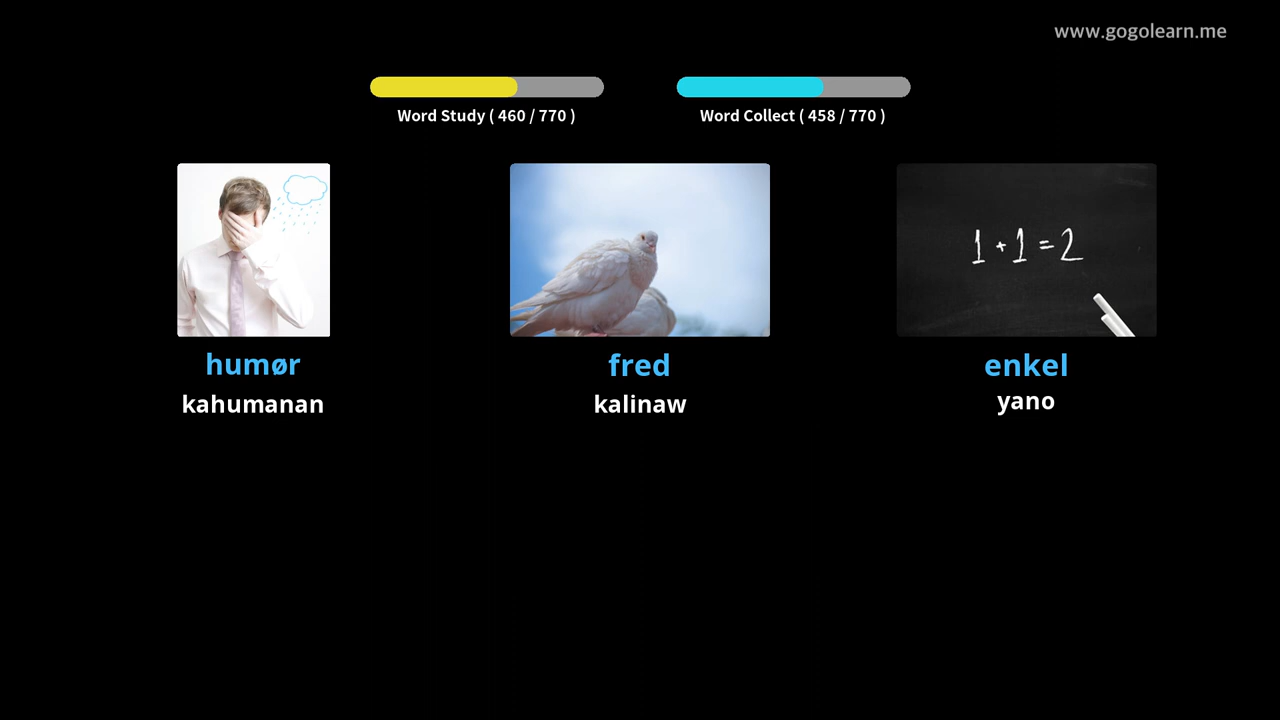 www.gogolearn.me
Word Study ( 460 / 770 )
Word Collect ( 458 / 770 )
1 + 1 = 2
humør
fred
enkel
kahumanan
kalinaw
yano